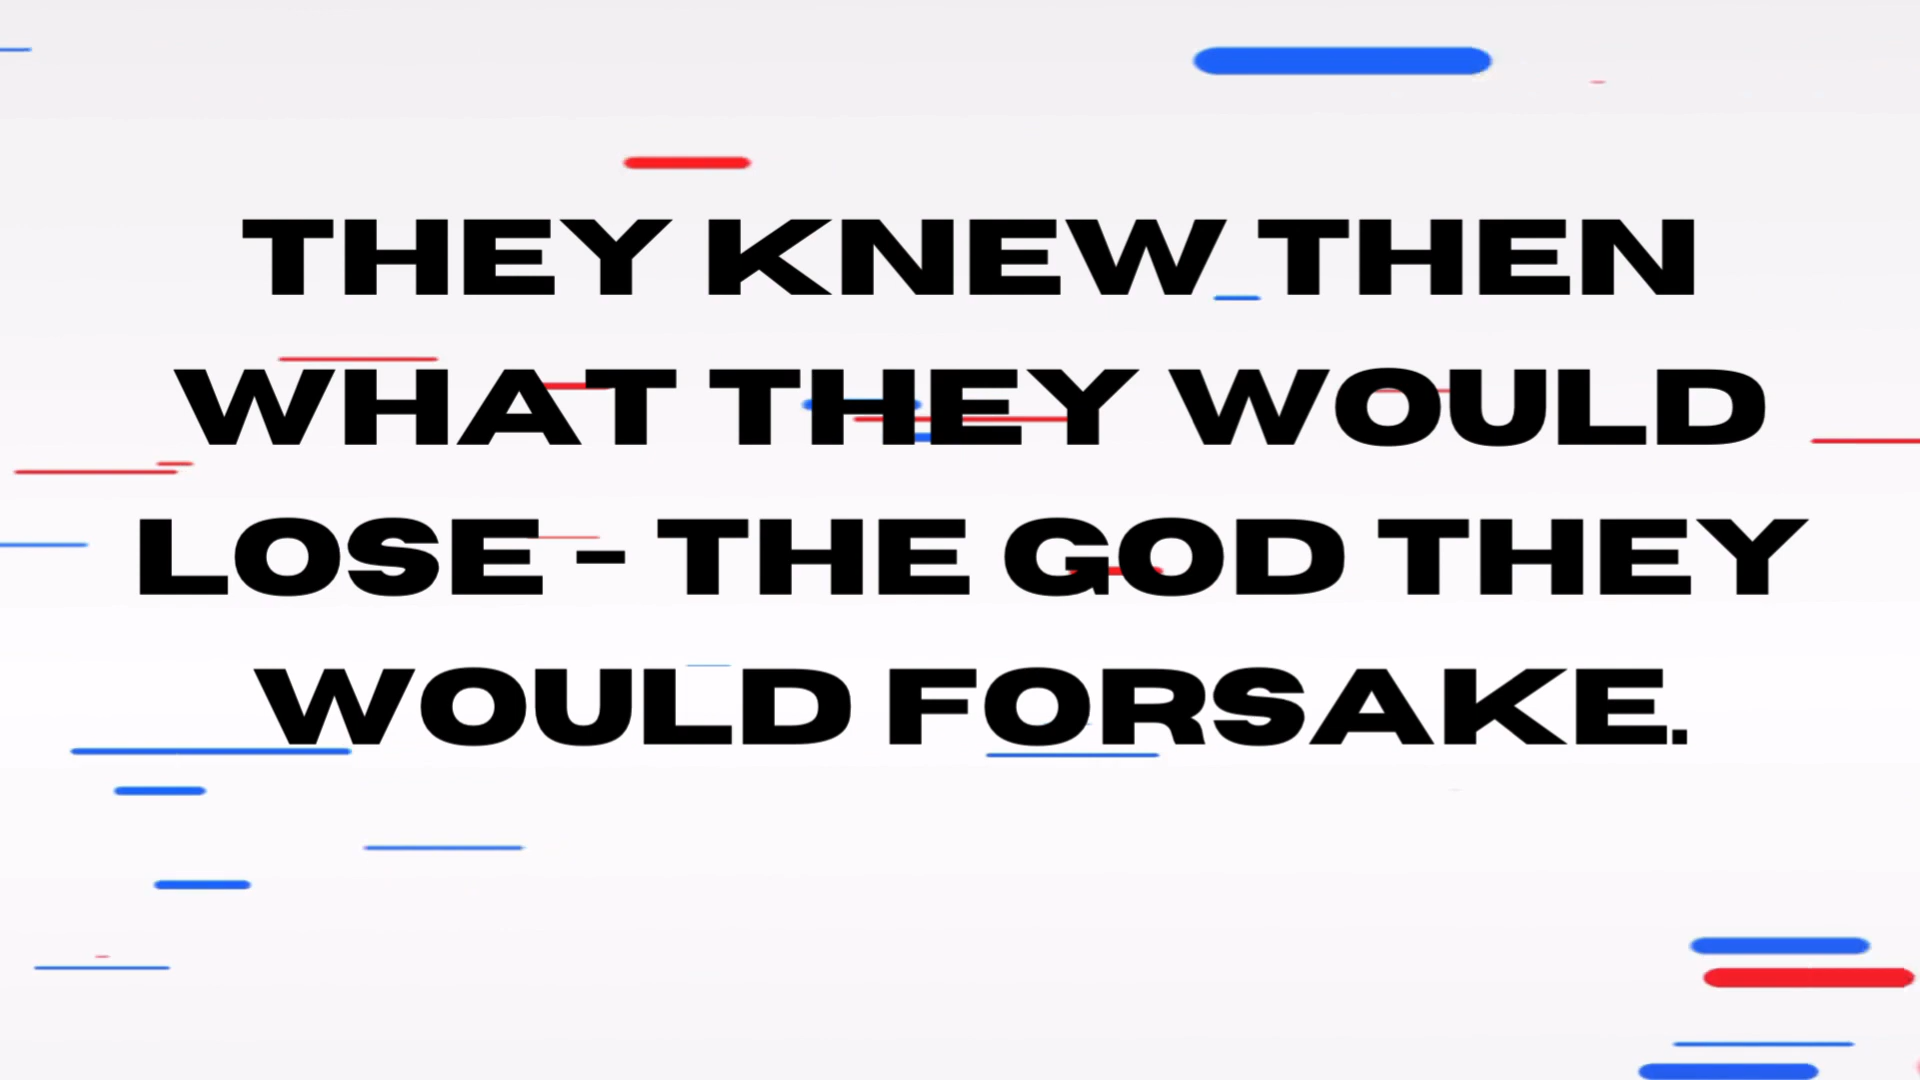 THEY KNEW THEN
WHAT THEY WOULD
LOSE - THE GOD THEY
WOULD FORSAKE.